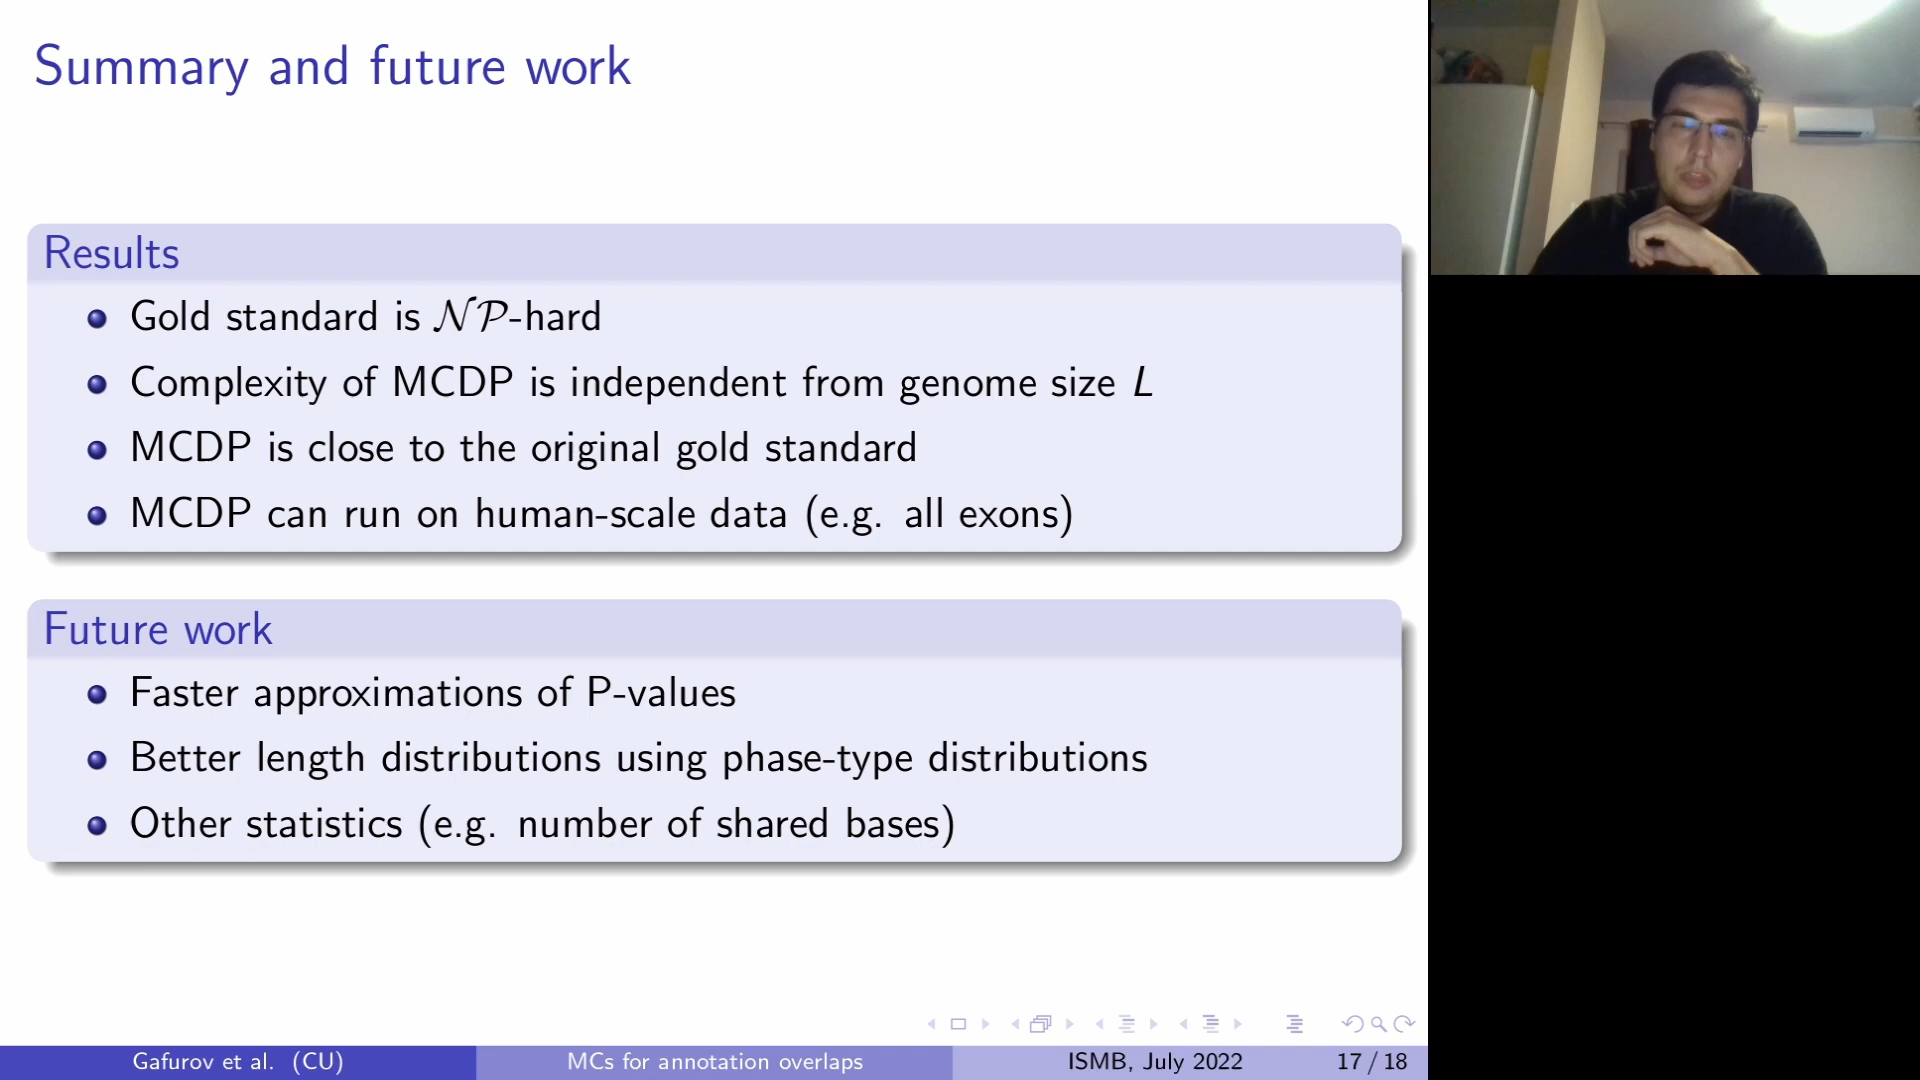 Summary and future work
Results
Gold standard is NP-hard
Complexity of MCDP is independent from genome size L
MCDP is close to the original gold standard
MCDP can run on human-scale data (e.g. all exons)
Future work
Faster approximations of P-values
Better length distributions using phase-type distributions
Other statistics (e.g. number of shared bases)
Gafurov et al. (CU) MCs for annotation overlaps ISMB, July 2022 17 / 18